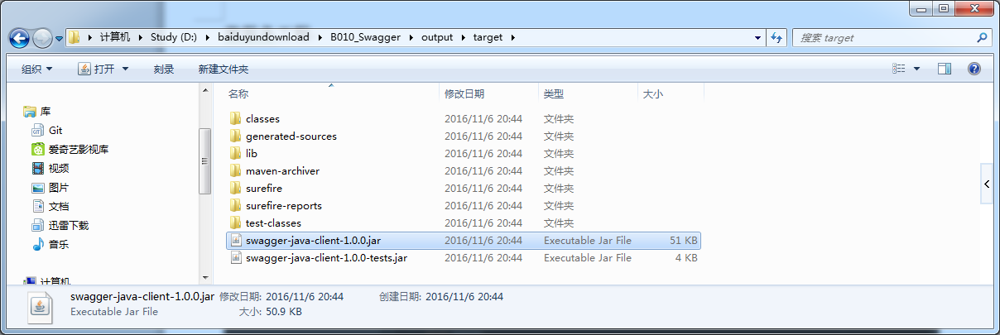 计算机 Study (D:) baiduyundownload B010_Swagger output target
搜索 target
组织 打开 刻录 新建文件夹
名称 修改日期 类型 大小
库
Git
爱奇艺影视库
视频
图片
文档
迅雷下载
音乐
计算机
classes 2016/11/6 20:44 文件夹
generated-sources 2016/11/6 20:44 文件夹
lib 2016/11/6 20:44 文件夹
maven-archiver 2016/11/6 20:44 文件夹
surefire 2016/11/6 20:44 文件夹
surefire-reports 2016/11/6 20:44 文件夹
test-classes 2016/11/6 20:44 文件夹
swagger-java-client-1.0.0.jar 2016/11/6 20:44 Executable Jar File 51 KB
swagger-java-client-1.0.0-tests.jar 2016/11/6 20:44 Executable Jar File 4 KB
swagger-java-client-1.0.0.jar 修改日期: 2016/11/6 20:44 创建日期: 2016/11/6 20:44
Executable Jar File 大小: 50.9 KB